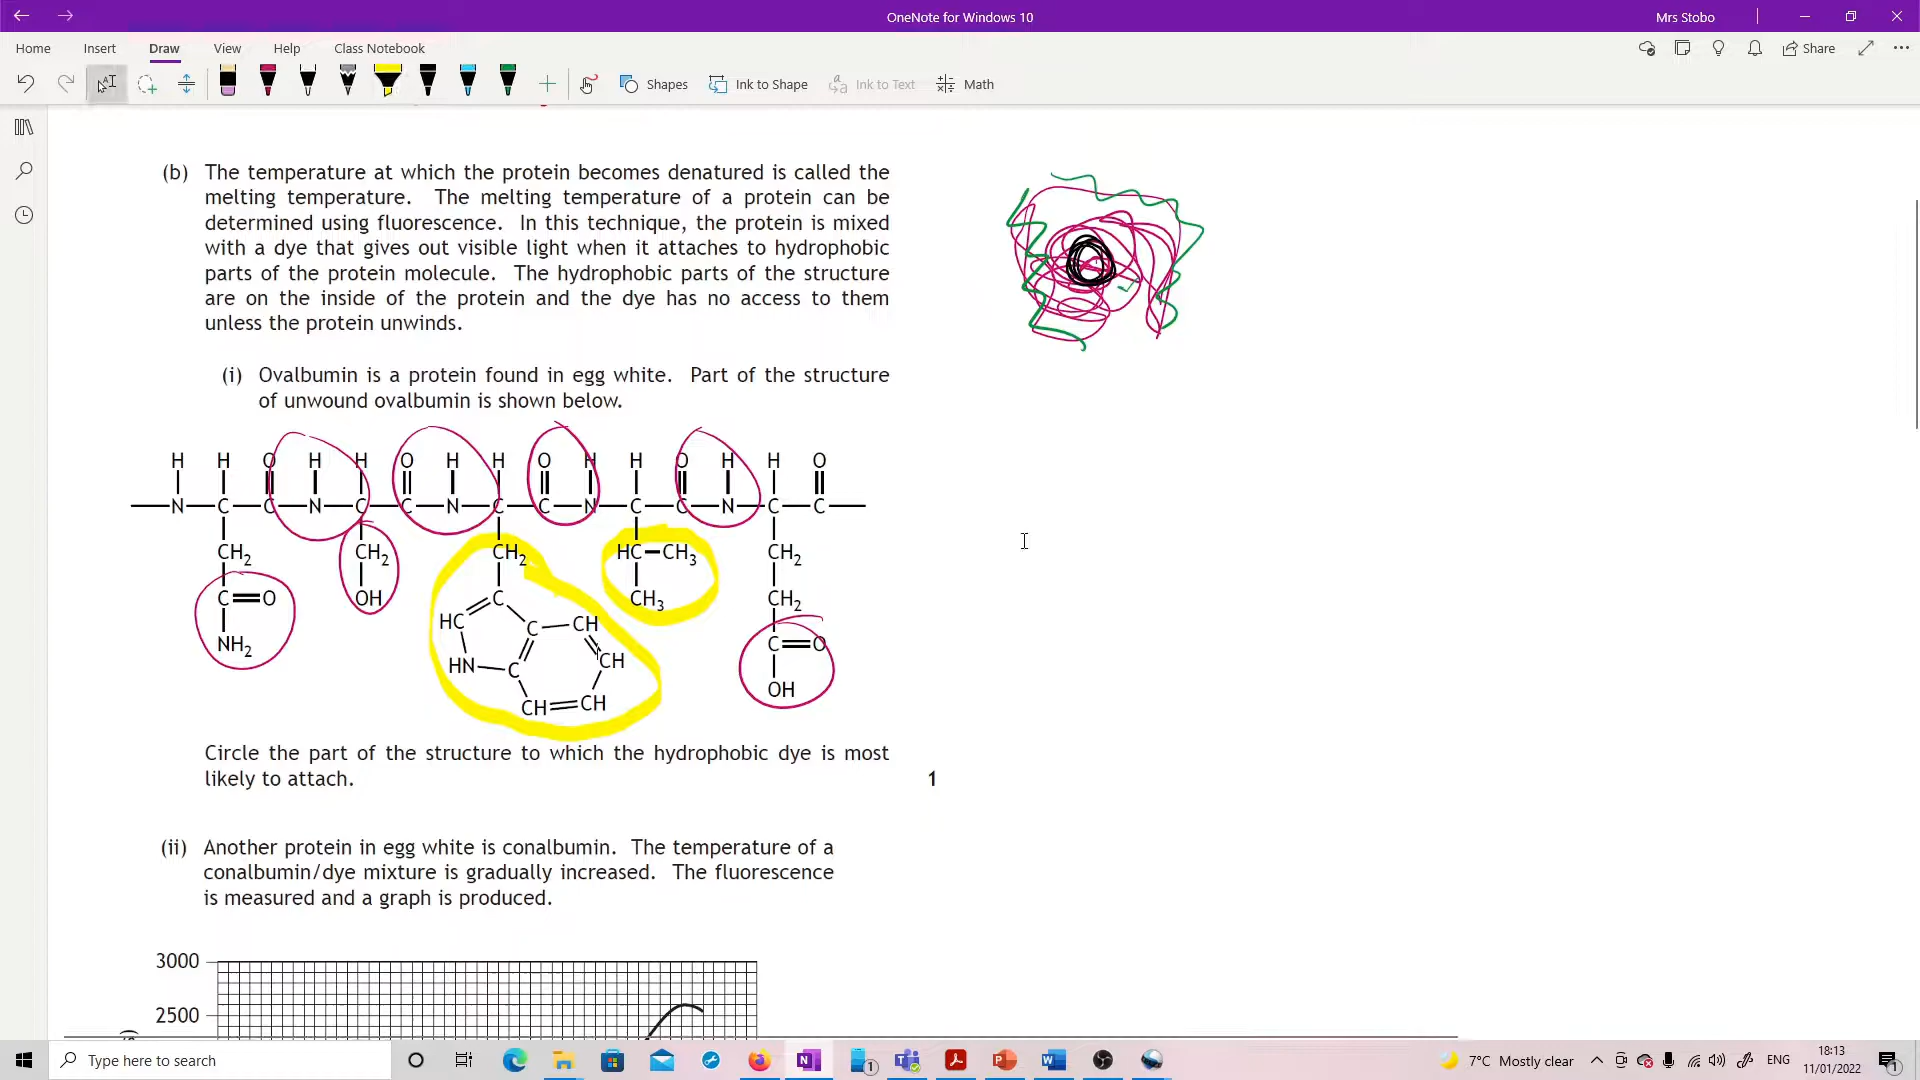 OneNote for Windows 10
Mrs Stobo
Home Insert Draw View Help Class Notebook
Share
Shapes Ink to Shape Ink to Text Math
(b) The temperature at which the protein becomes denatured is called the
melting temperature. The melting temperature of a protein can be
determined using fluorescence. In this technique, the protein is mixed
with a dye that gives out visible light when it attaches to hydrophobic
parts of the protein molecule. The hydrophobic parts of the structure
are on the inside of the protein and the dye has no access to them
unless the protein unwinds.
(i) Ovalbumin is a protein found in egg white. Part of the structure
of unwound ovalbumin is shown below.
H H O H H O H H O H H O H H O
N C C N C C N C C N C C N C C
CH2 CH2 CH2 HC CH3 CH2
C O OH C CH3 CH2
HC C CH
NH2 C O
HN C CH
OH
CH CH
Circle the part of the structure to which the hydrophobic dye is most
likely to attach. 1
(ii) Another protein in egg white is conalbumin. The temperature of a
conalbumin/dye mixture is gradually increased. The fluorescence
is measured and a graph is produced.
3000
2500
Type here to search
7°C Mostly clear
ENG
18:13
11/01/2022